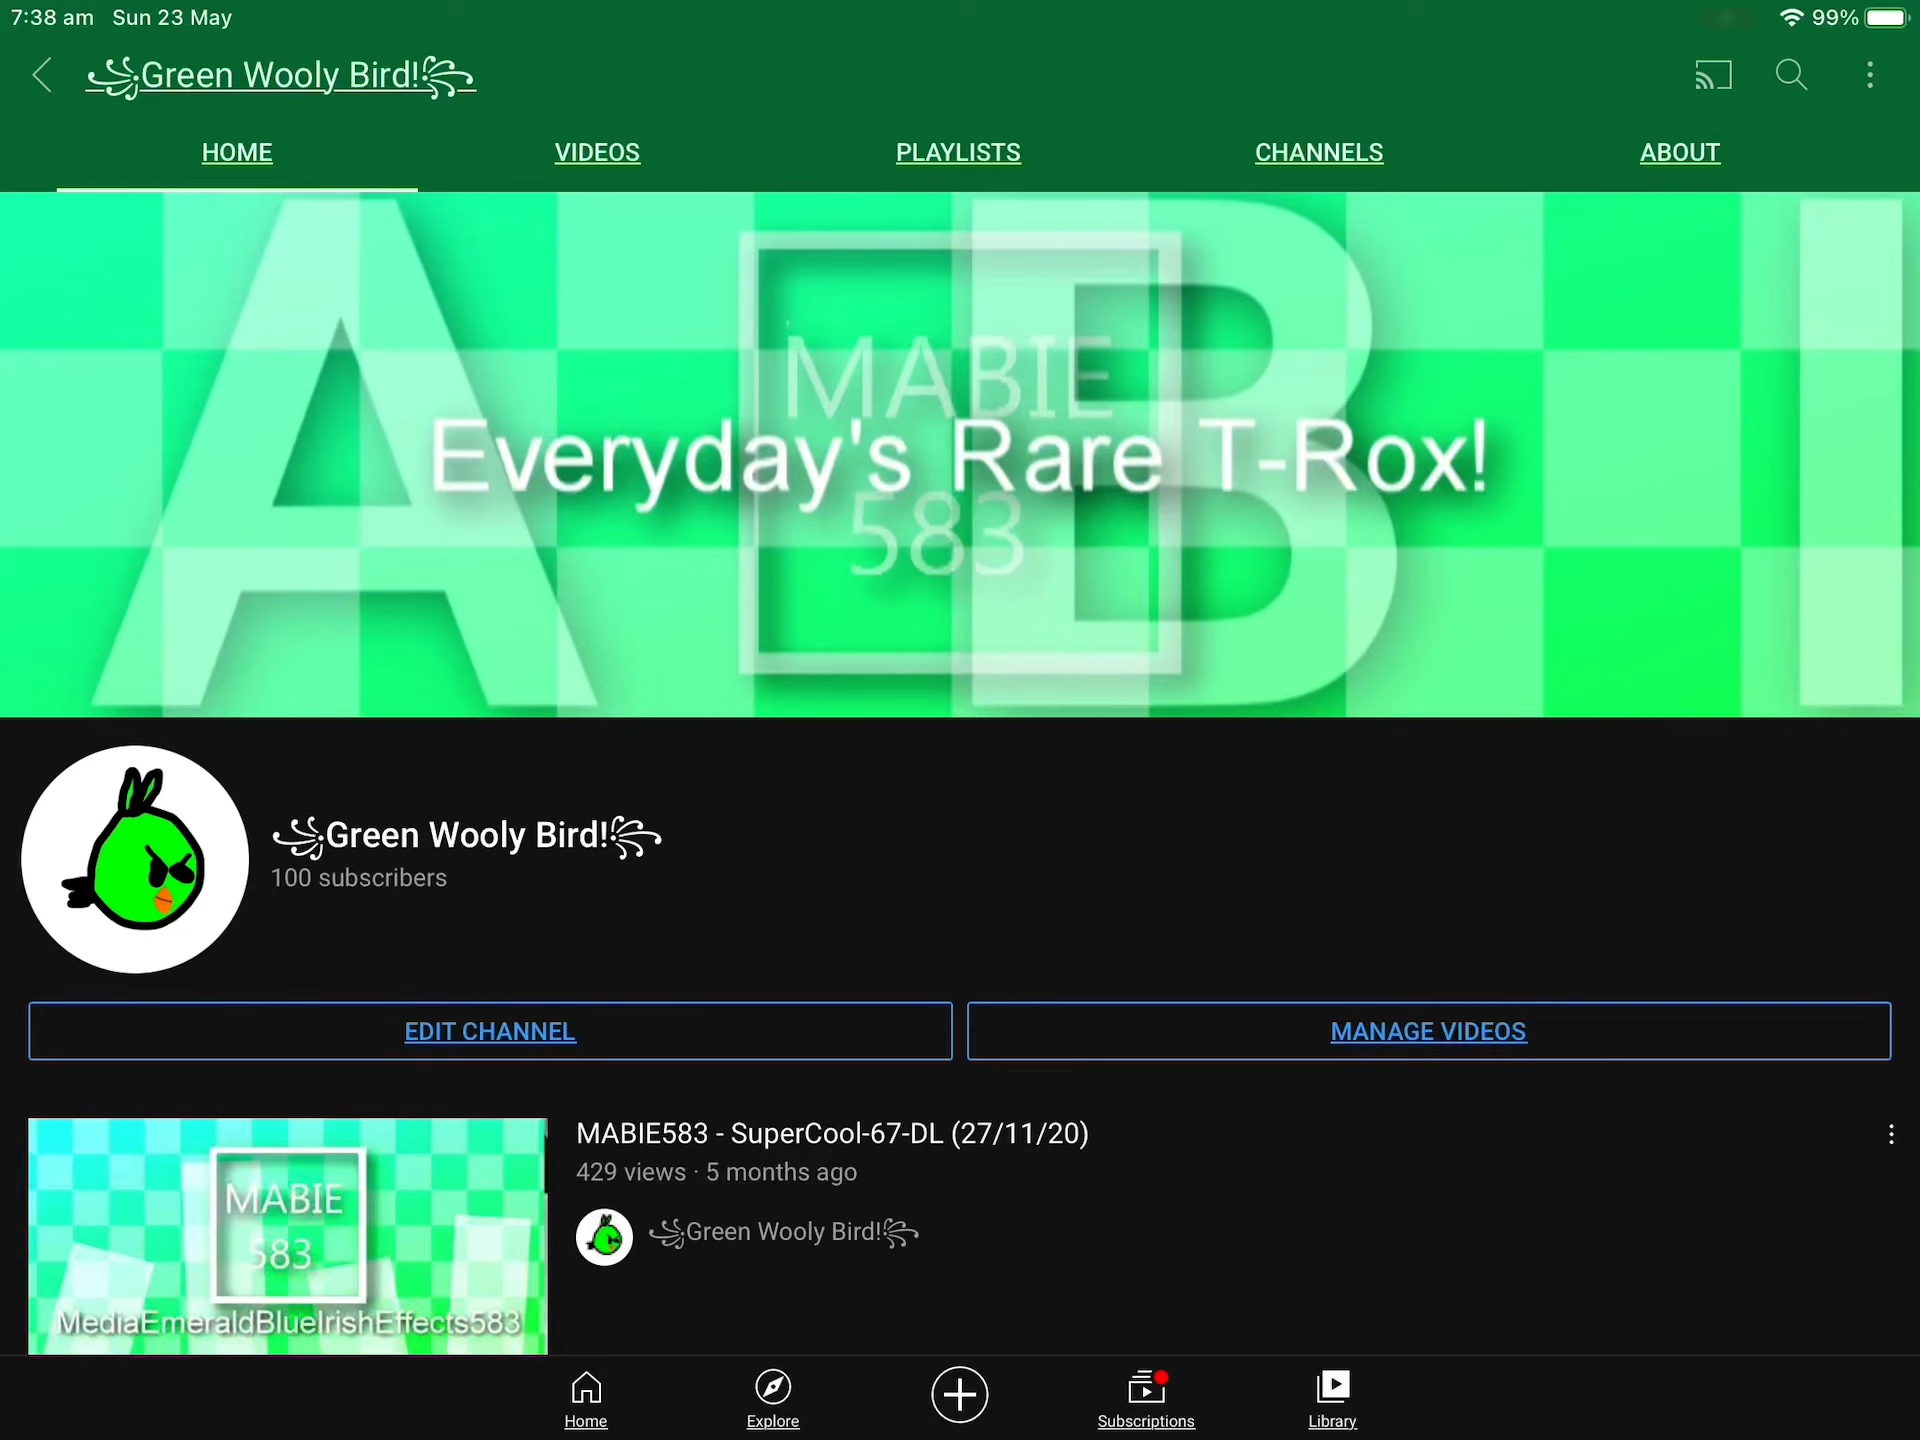 7:38 am Sun 23 May 99%
꧁Green Wooly Bird!꧂
HOME VIDEOS PLAYLISTS CHANNELS ABOUT
A B I
MABIE
Everyday's Rare T-Rox!
583
꧁Green Wooly Bird!꧂
100 subscribers
EDIT CHANNEL MANAGE VIDEOS
MABIE583 - SuperCool-67-DL (27/11/20)
429 views · 5 months ago
꧁Green Wooly Bird!꧂
MABIE
583
MediaEmeraldBlueIrishEffects583
Home Explore Subscriptions Library